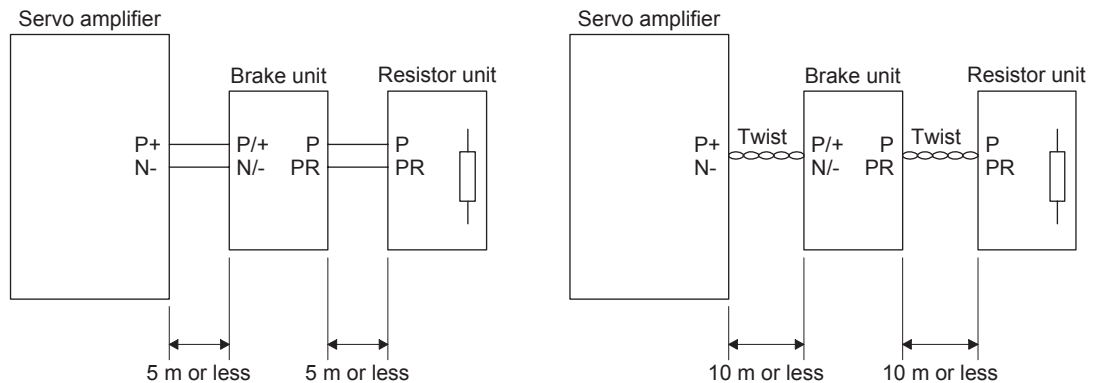 Servo amplifier
Brake unit
Resistor unit
P+
P/+
P
P
N-
N/-
PR
PR
5 m or less
5 m or less
Servo amplifier
Brake unit
Resistor unit
P+
Twist
P/+
P
Twist
P
N-
N/-
PR
PR
10 m or less
10 m or less